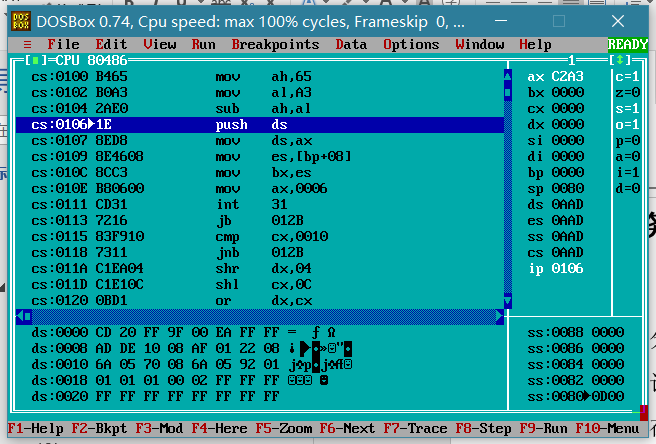 DOSBox 0.74, Cpu speed: max 100% cycles, Frameskip 0, ...
≡ File Edit View Run Breakpoints Data Options Window Help READY
[■]=CPU 80486 1 [↕]
cs:0100 B465 mov ah,65 ax C2A3 c=1
cs:0102 B0A3 mov al,A3 bx 0000 z=0
cs:0104 2AE0 sub ah,al cx 0000 s=1
cs:0106►1E push ds dx 0000 o=1
cs:0107 8ED8 mov ds,ax si 0000 p=0
cs:0109 8E4608 mov es,[bp+08] di 0000 a=0
cs:010C 8CC3 mov bx,es bp 0000 i=1
cs:010E B80600 mov ax,0006 sp 0080 d=0
cs:0111 CD31 int 31 ds 0AAD
cs:0113 7216 jb 012B es 0AAD
cs:0115 83F910 cmp cx,0010 ss 0AAD
cs:0118 7311 jnb 012B cs 0AAD
cs:011A C1EA04 shr dx,04 ip 0106
cs:011D C1E10C shl cx,0C
cs:0120 0BD1 or dx,cx
ds:0000 CD 20 FF 9F 00 EA FF FF = ƒ Ω ss:0088 0000
ds:0008 AD DE 10 08 AF 01 22 08 ss:0086 0000
ds:0010 6A 05 70 08 6A 05 92 01 ss:0084 0000
ds:0018 01 01 01 00 02 FF FF FF ss:0082 0000
ds:0020 FF FF FF FF FF FF FF FF ss:0080►0D00
F1-Help F2-Bkpt F3-Mod F4-Here F5-Zoom F6-Next F7-Trace F8-Step F9-Run F10-Menu